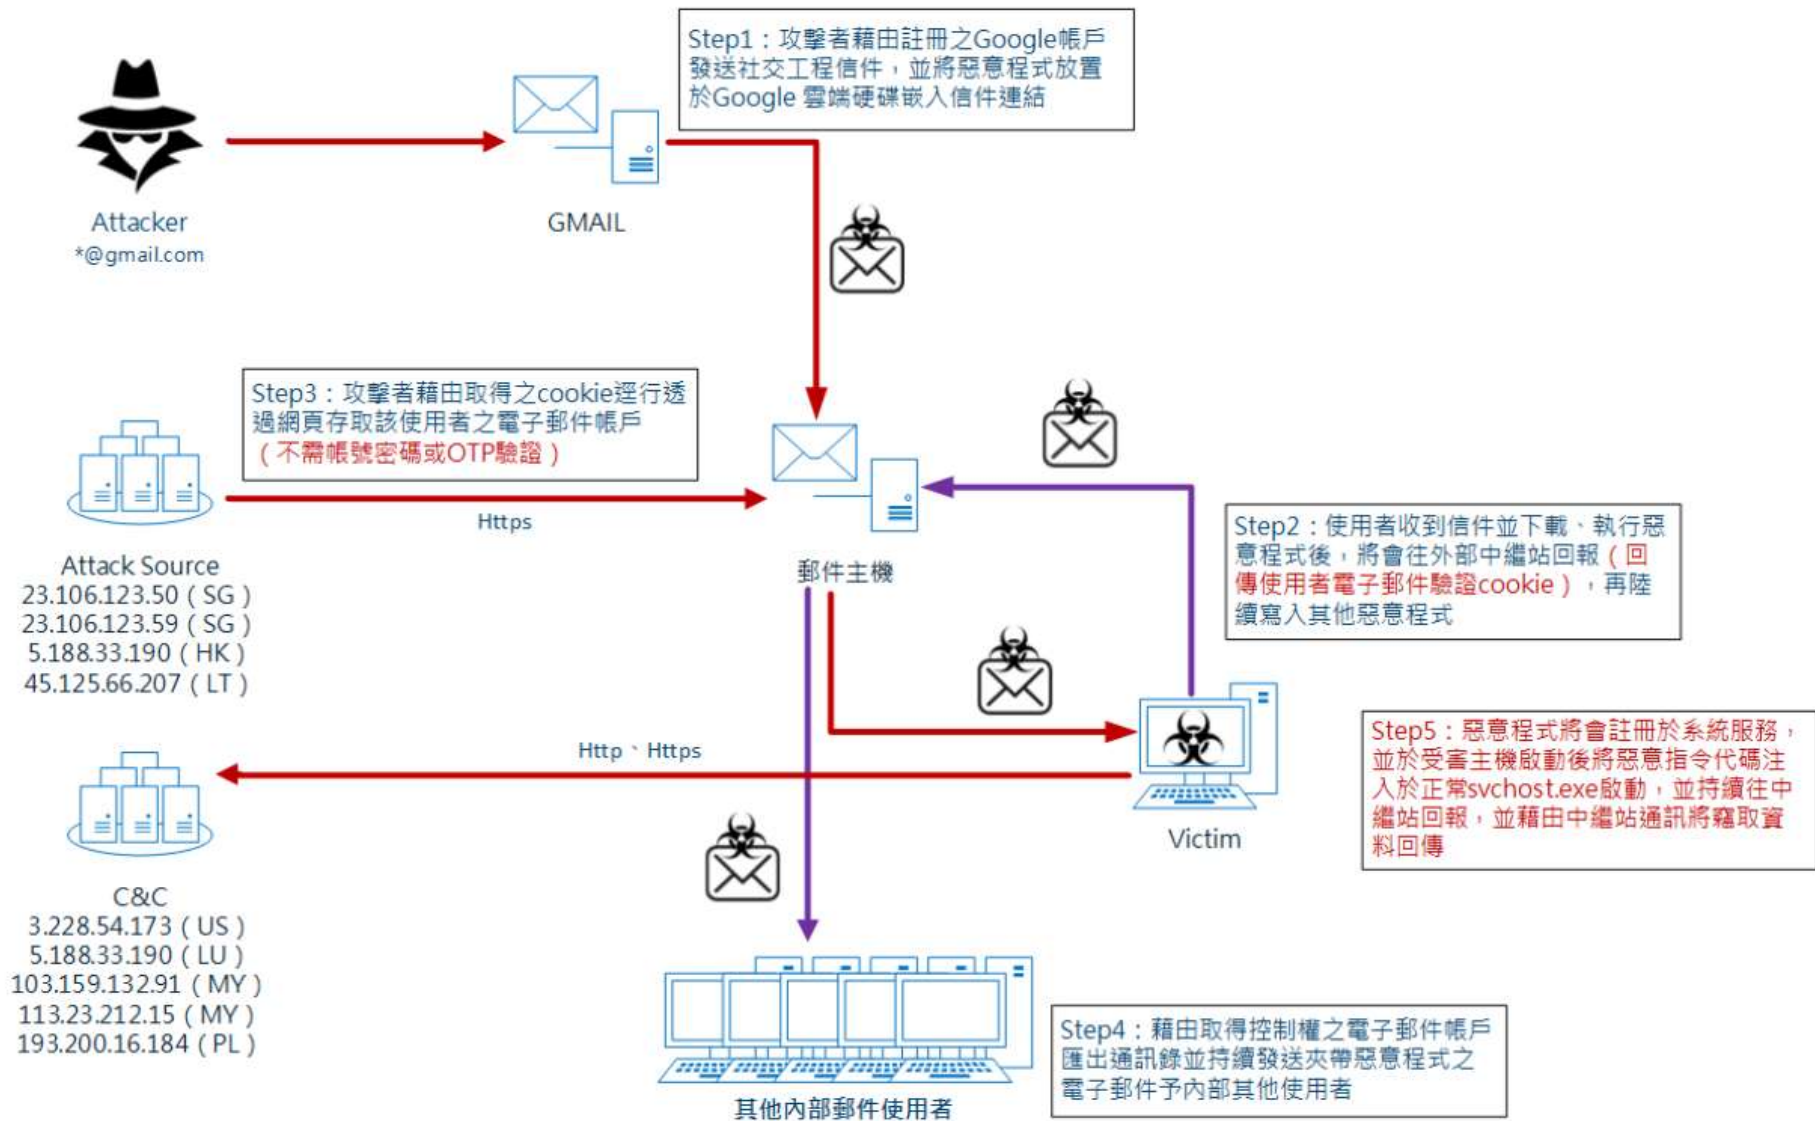 Step1：攻擊者藉由註冊之Google帳戶
發送社交工程信件，並將惡意程式放置
於Google 雲端硬碟嵌入信件連結
Attacker
*@gmail.com
GMAIL
Step3：攻擊者藉由取得之cookie逕行透
過網頁存取該使用者之電子郵件帳戶
（不需帳號密碼或OTP驗證）
Https
Attack Source
23.106.123.50 ( SG )
23.106.123.59 ( SG )
5.188.33.190 ( HK )
45.125.66.207 ( LT )
郵件主機
Step2：使用者收到信件並下載、執行惡
意程式後，將會往外部中繼站回報（回
傳使用者電子郵件驗證cookie），再陸
續寫入其他惡意程式
Http、Https
Victim
Step5：惡意程式將會註冊於系統服務，
並於受害主機啟動後將惡意指令代碼注
入於正常svchost.exe啟動，並持續往中
繼站回報，並藉由中繼站通訊將竊取資
料回傳
C&C
3.228.54.173 ( US )
5.188.33.190 ( LU )
103.159.132.91 ( MY )
113.23.212.15 ( MY )
193.200.16.184 ( PL )
其他內部郵件使用者
Step4：藉由取得控制權之電子郵件帳戶
匯出通訊錄並持續發送夾帶惡意程式之
電子郵件予內部其他使用者